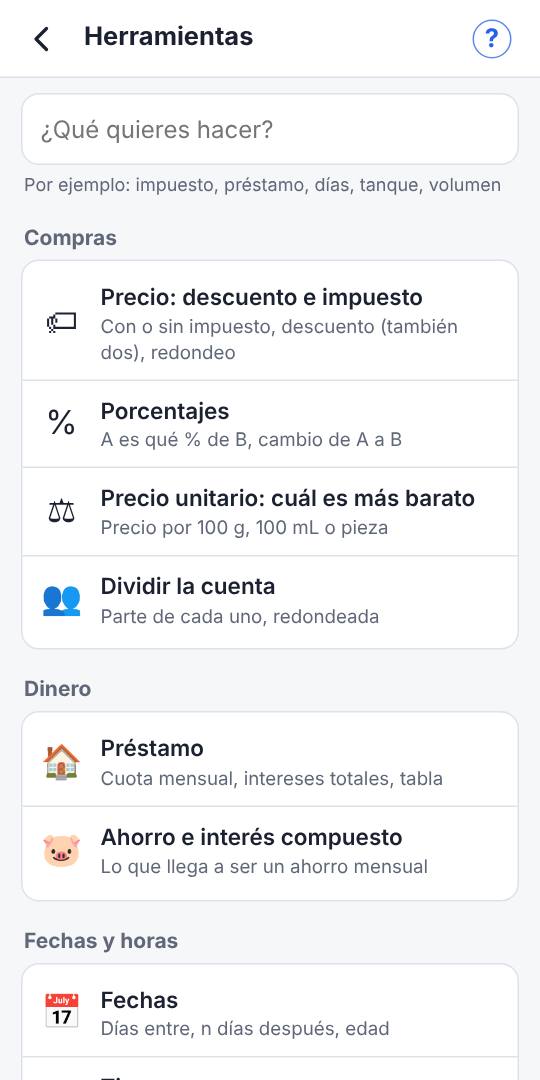 Herramientas
?
¿Qué quieres hacer?
Por ejemplo: impuesto, préstamo, días, tanque, volumen
Compras
Precio: descuento e impuesto
Con o sin impuesto, descuento (también
dos), redondeo
%
Porcentajes
A es qué % de B, cambio de A a B
Precio unitario: cuál es más barato
Precio por 100 g, 100 mL o pieza
Dividir la cuenta
Parte de cada uno, redondeada
Dinero
Préstamo
Cuota mensual, intereses totales, tabla
Ahorro e interés compuesto
Lo que llega a ser un ahorro mensual
Fechas y horas
July
17
Fechas
Días entre, n días después, edad